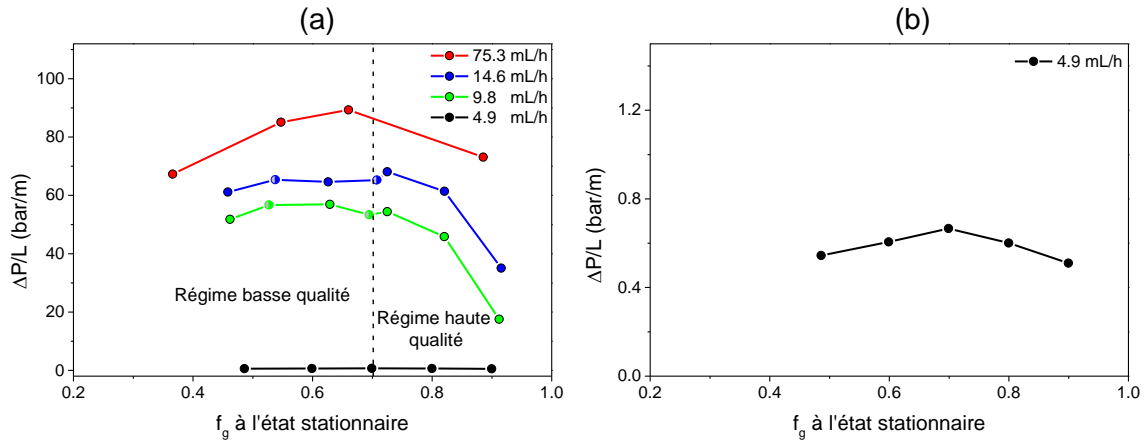 (a)
75.3 mL/h
14.6 mL/h
9.8 mL/h
4.9 mL/h
100
80
60
40
20
0
ΔP/L (bar/m)
Régime basse qualité
Régime haute
qualité
0.2
0.4
0.6
0.8
1.0
fg à l'état stationnaire
(b)
4.9 mL/h
1.2
0.8
0.4
0.0
ΔP/L (bar/m)
0.2
0.4
0.6
0.8
1.0
fg à l'état stationnaire